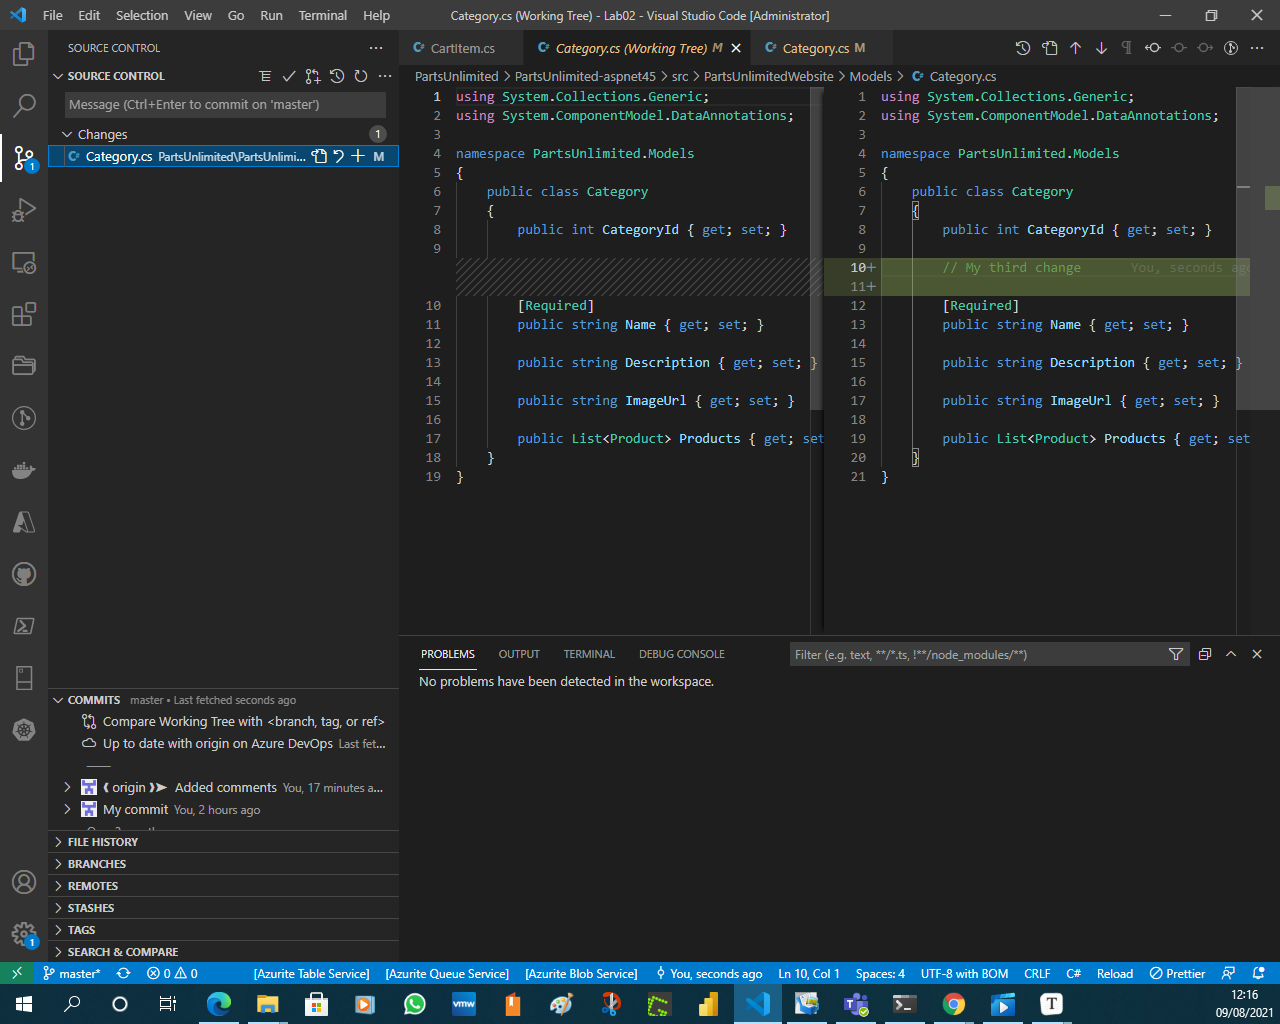 File Edit Selection View Go Run Terminal Help Category.cs (Working Tree) - Lab02 - Visual Studio Code [Administrator]
SOURCE CONTROL
SOURCE CONTROL
Message (Ctrl+Enter to commit on 'master')
Changes 1
Category.cs PartsUnlimited\PartsUnlimi... M
1
COMMITS master • Last fetched seconds ago
Compare Working Tree with <branch, tag, or ref>
Up to date with origin on Azure DevOps Last fet...
origin Added comments You, 17 minutes a...
My commit You, 2 hours ago
FILE HISTORY
BRANCHES
REMOTES
STASHES
TAGS
SEARCH & COMPARE
1
CartItem.cs Category.cs (Working Tree) M Category.cs M
PartsUnlimited > PartsUnlimited-aspnet45 > src > PartsUnlimitedWebsite > Models > Category.cs
1 using System.Collections.Generic;
2 using System.ComponentModel.DataAnnotations;
3
4 namespace PartsUnlimited.Models
5 {
6 public class Category
7 {
8 public int CategoryId { get; set; }
9
10 [Required]
11 public string Name { get; set; }
12
13 public string Description { get; set; }
14
15 public string ImageUrl { get; set; }
16
17 public List<Product> Products { get; set
18 }
19 }
1 using System.Collections.Generic;
2 using System.ComponentModel.DataAnnotations;
3
4 namespace PartsUnlimited.Models
5 {
6 public class Category
7 {
8 public int CategoryId { get; set; }
9
10+ // My third change You, seconds ago
11+
12 [Required]
13 public string Name { get; set; }
14
15 public string Description { get; set; }
16
17 public string ImageUrl { get; set; }
18
19 public List<Product> Products { get; set
20 }
21 }
PROBLEMS OUTPUT TERMINAL DEBUG CONSOLE Filter (e.g. text, **/*.ts, !**/node_modules/**)
No problems have been detected in the workspace.
master* 0 0 [Azurite Table Service] [Azurite Queue Service] [Azurite Blob Service] You, seconds ago Ln 10, Col 1 Spaces: 4 UTF-8 with BOM CRLF C# Reload Prettier
vmw T
12:16
09/08/2021